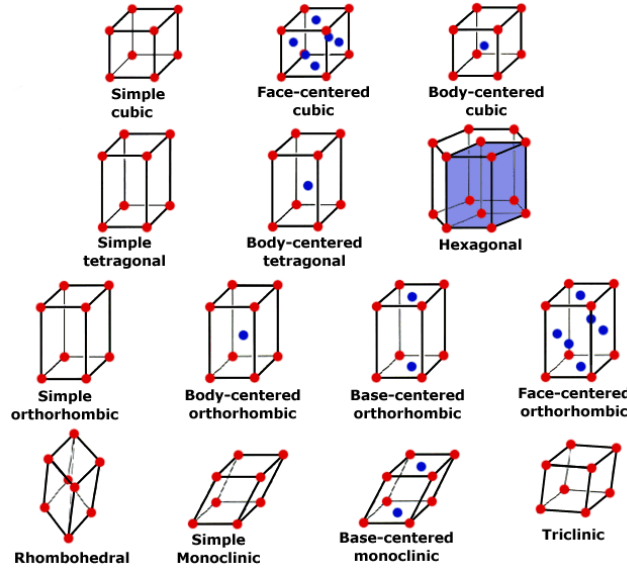 Simple
cubic
Face-centered
cubic
Body-centered
cubic
Simple
tetragonal
Body-centered
tetragonal
Hexagonal
Simple
orthorhombic
Body-centered
orthorhombic
Base-centered
orthorhombic
Face-centered
orthorhombic
Rhombohedral
Simple
Monoclinic
Base-centered
monoclinic
Triclinic